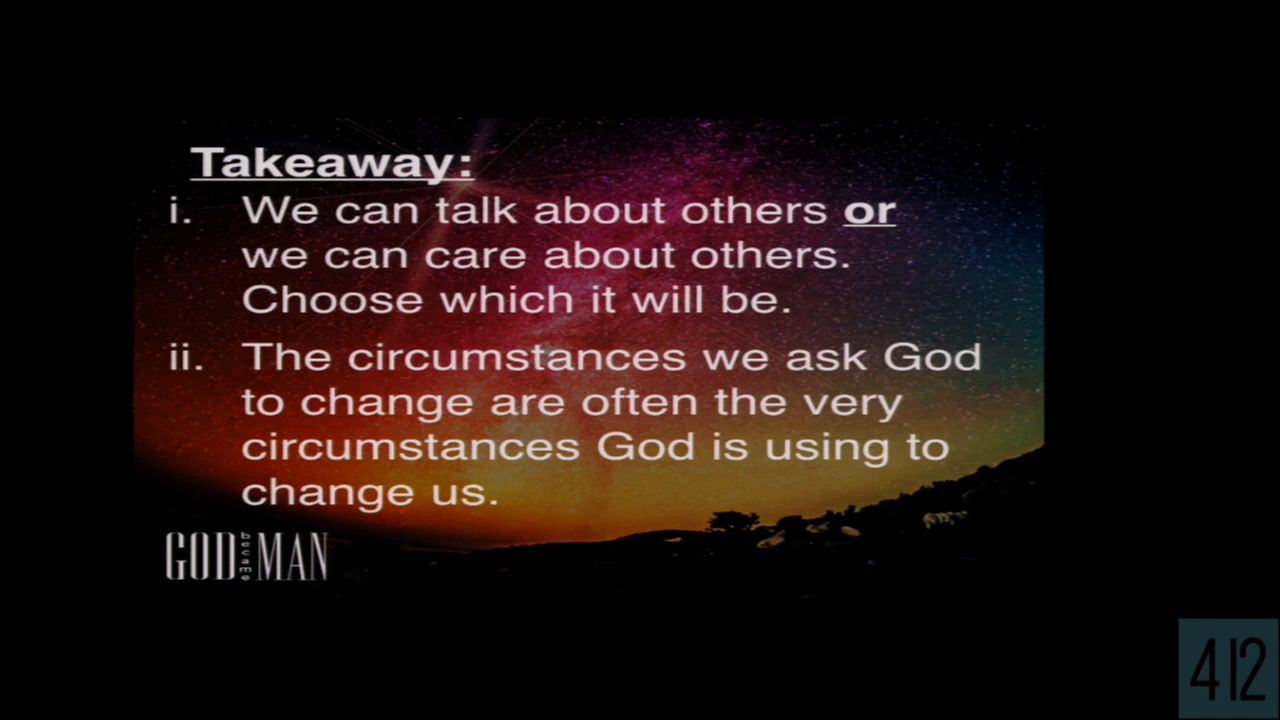 Takeaway:
i. We can talk about others or
we can care about others.
Choose which it will be.
ii. The circumstances we ask God
to change are often the very
circumstances God is using to
change us.
GOD became MAN
412